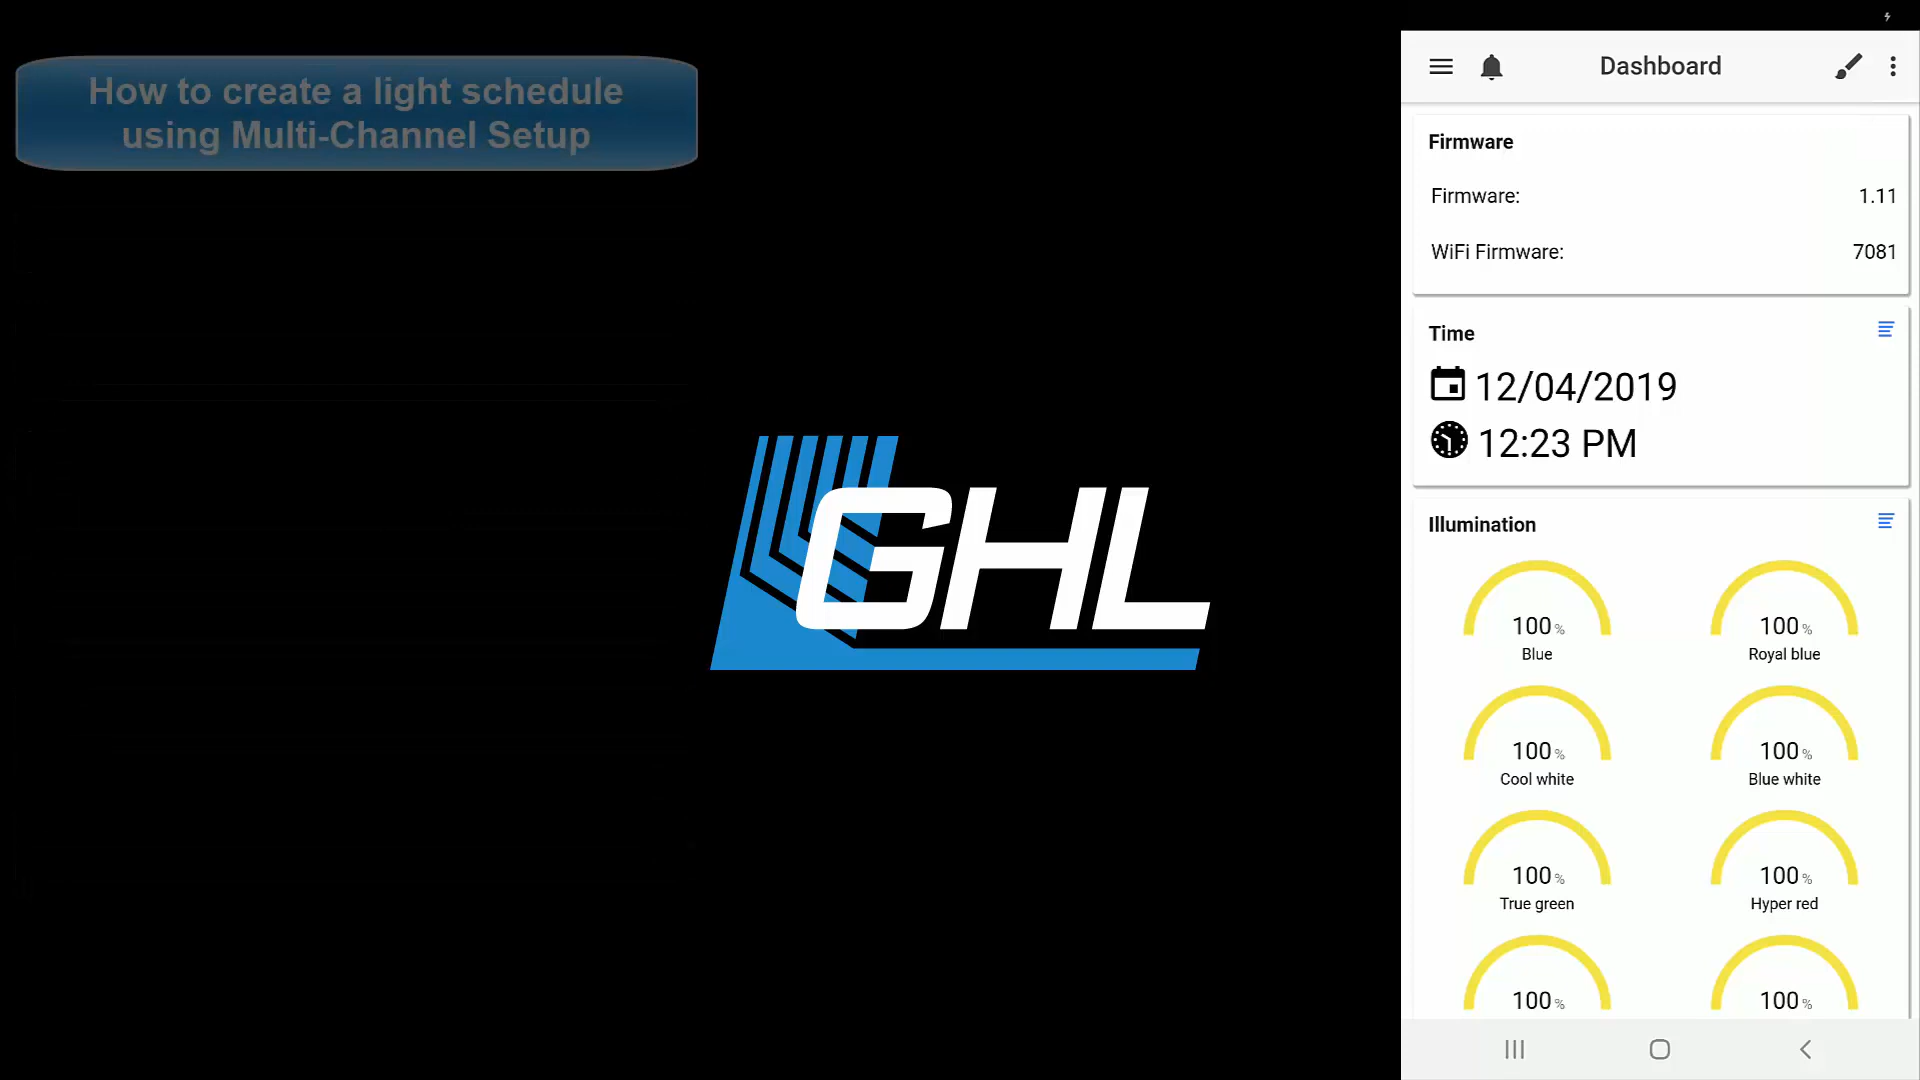 How to create a light schedule
using Multi-Channel Setup
GHL
Dashboard
Firmware
Firmware: 1.11
WiFi Firmware: 7081
Time
12/04/2019
12:23 PM
Illumination
100 % 100 %
Blue Royal blue
100 % 100 %
Cool white Blue white
100 % 100 %
True green Hyper red
100 % 100 %